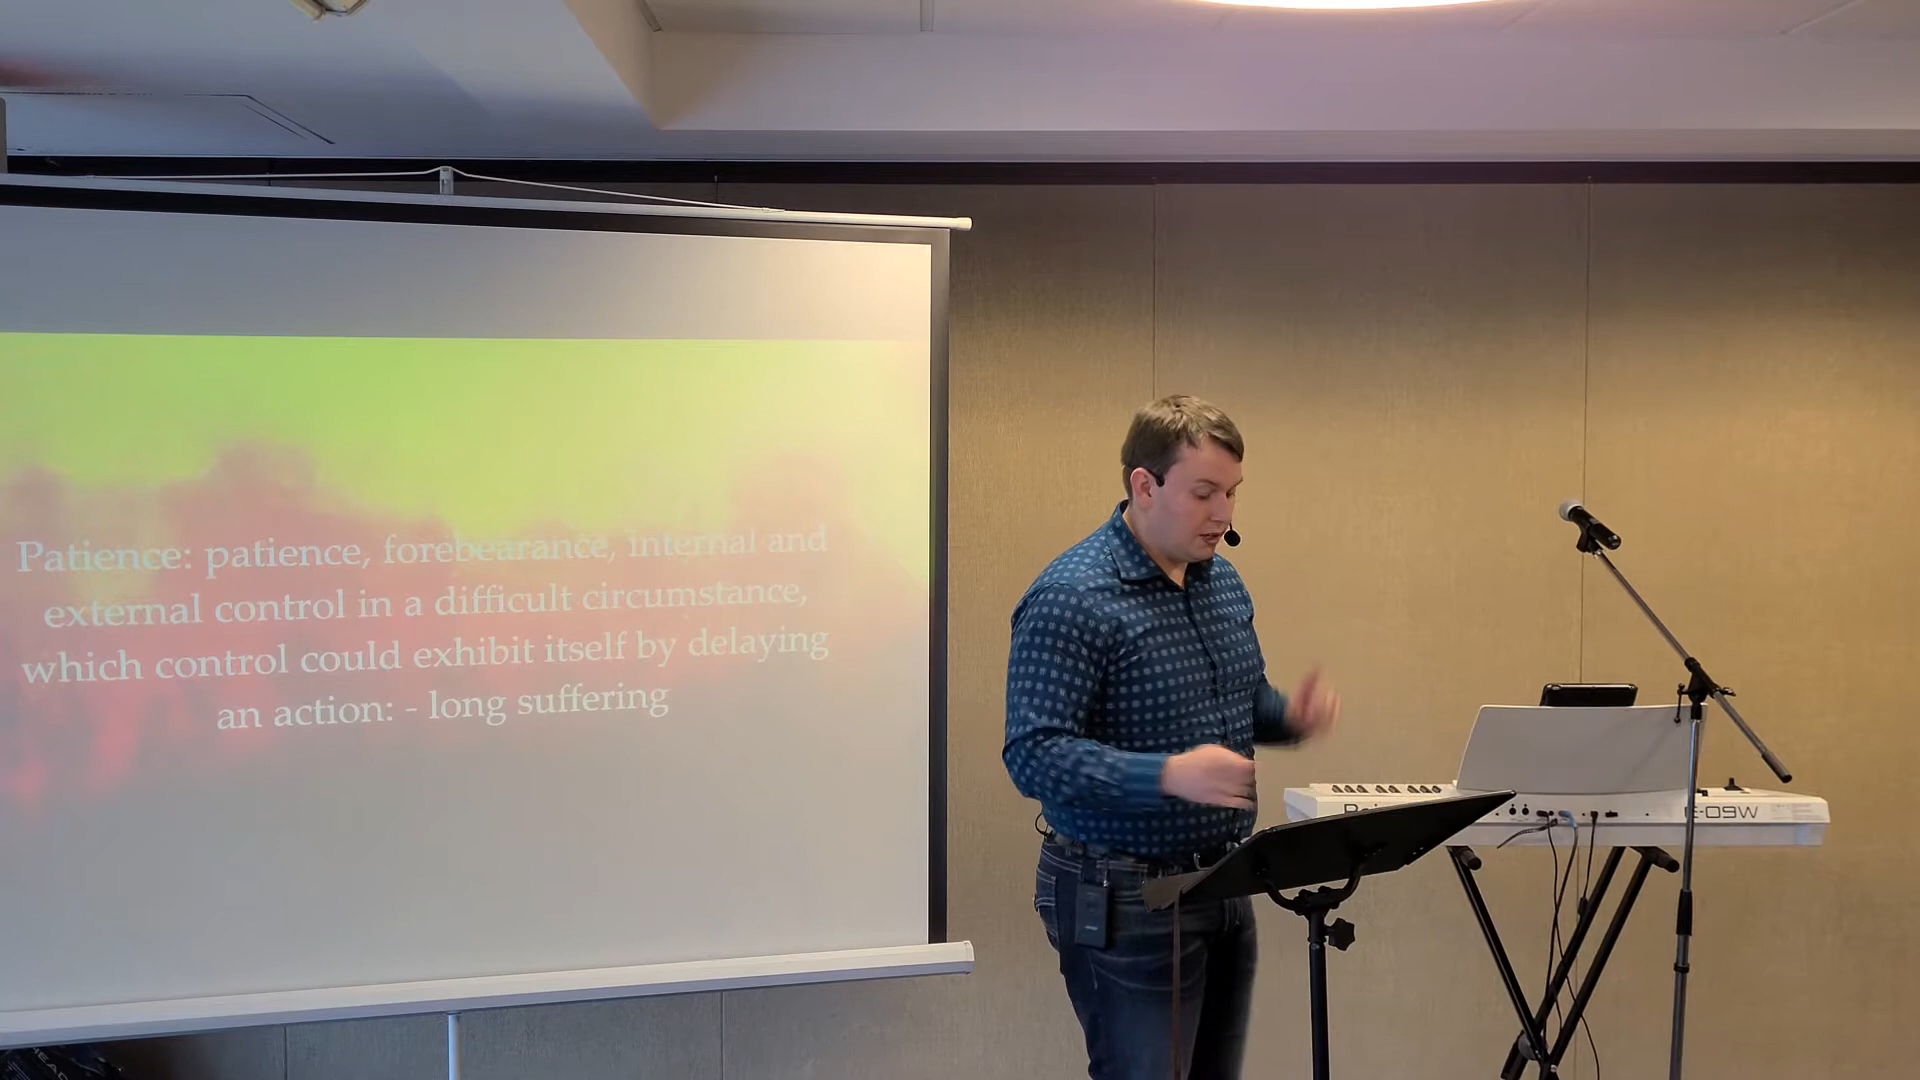 Patience: patience, forebearance, internal and
external control in a difficult circumstance,
which control could exhibit itself by delaying
an action: - long suffering
E-09W